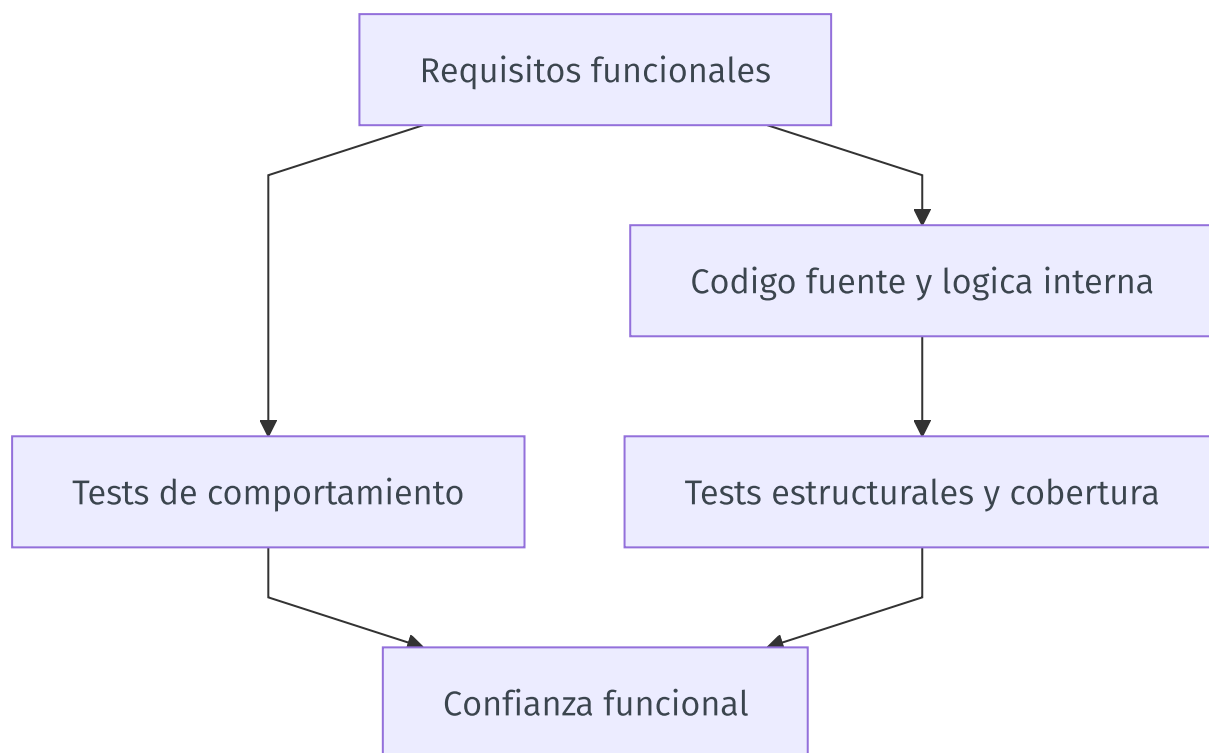 Requisitos funcionales
Codigo fuente y logica interna
Tests de comportamiento
Tests estructurales y cobertura
Confianza funcional